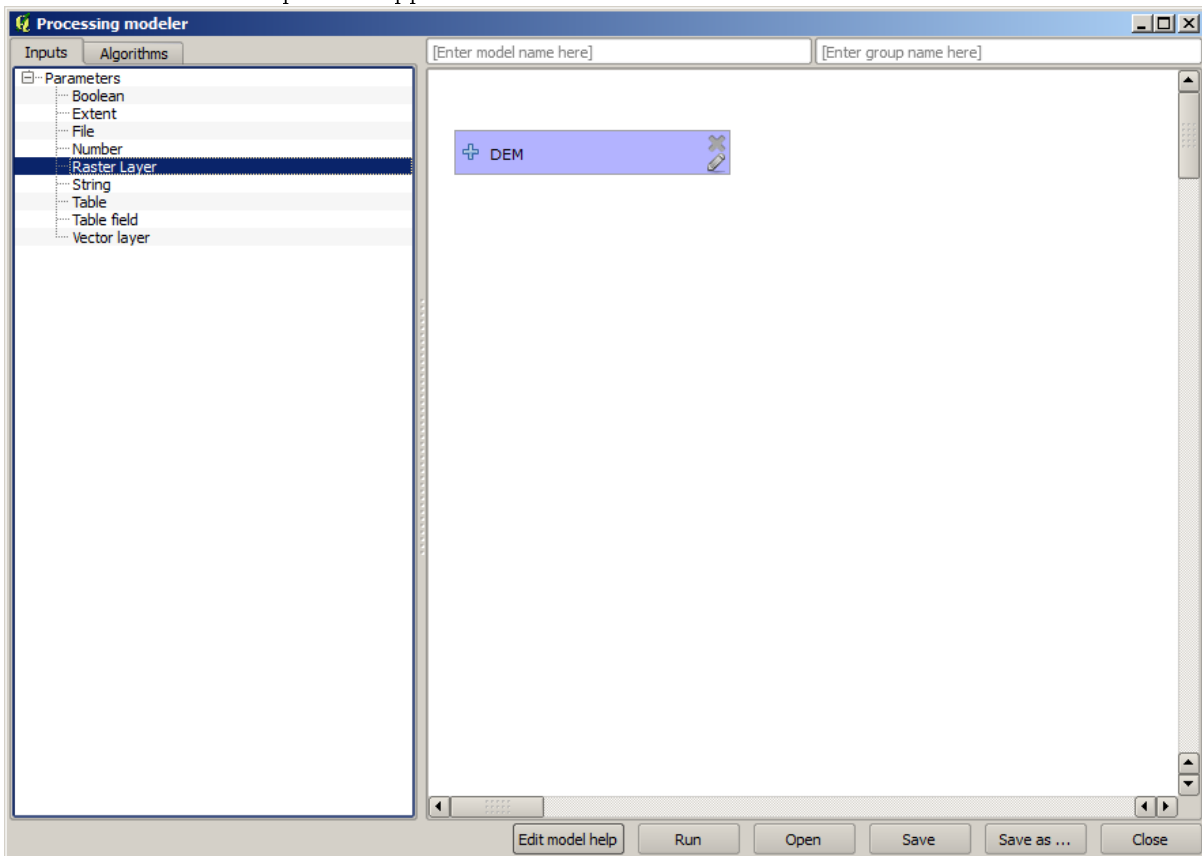 Processing modeler
Inputs
Algorithms
[Enter model name here]
[Enter group name here]
Parameters
Boolean
Extent
File
Number
Raster Layer
String
Table
Table field
Vector layer
DEM
Edit model help
Run
Open
Save
Save as ...
Close